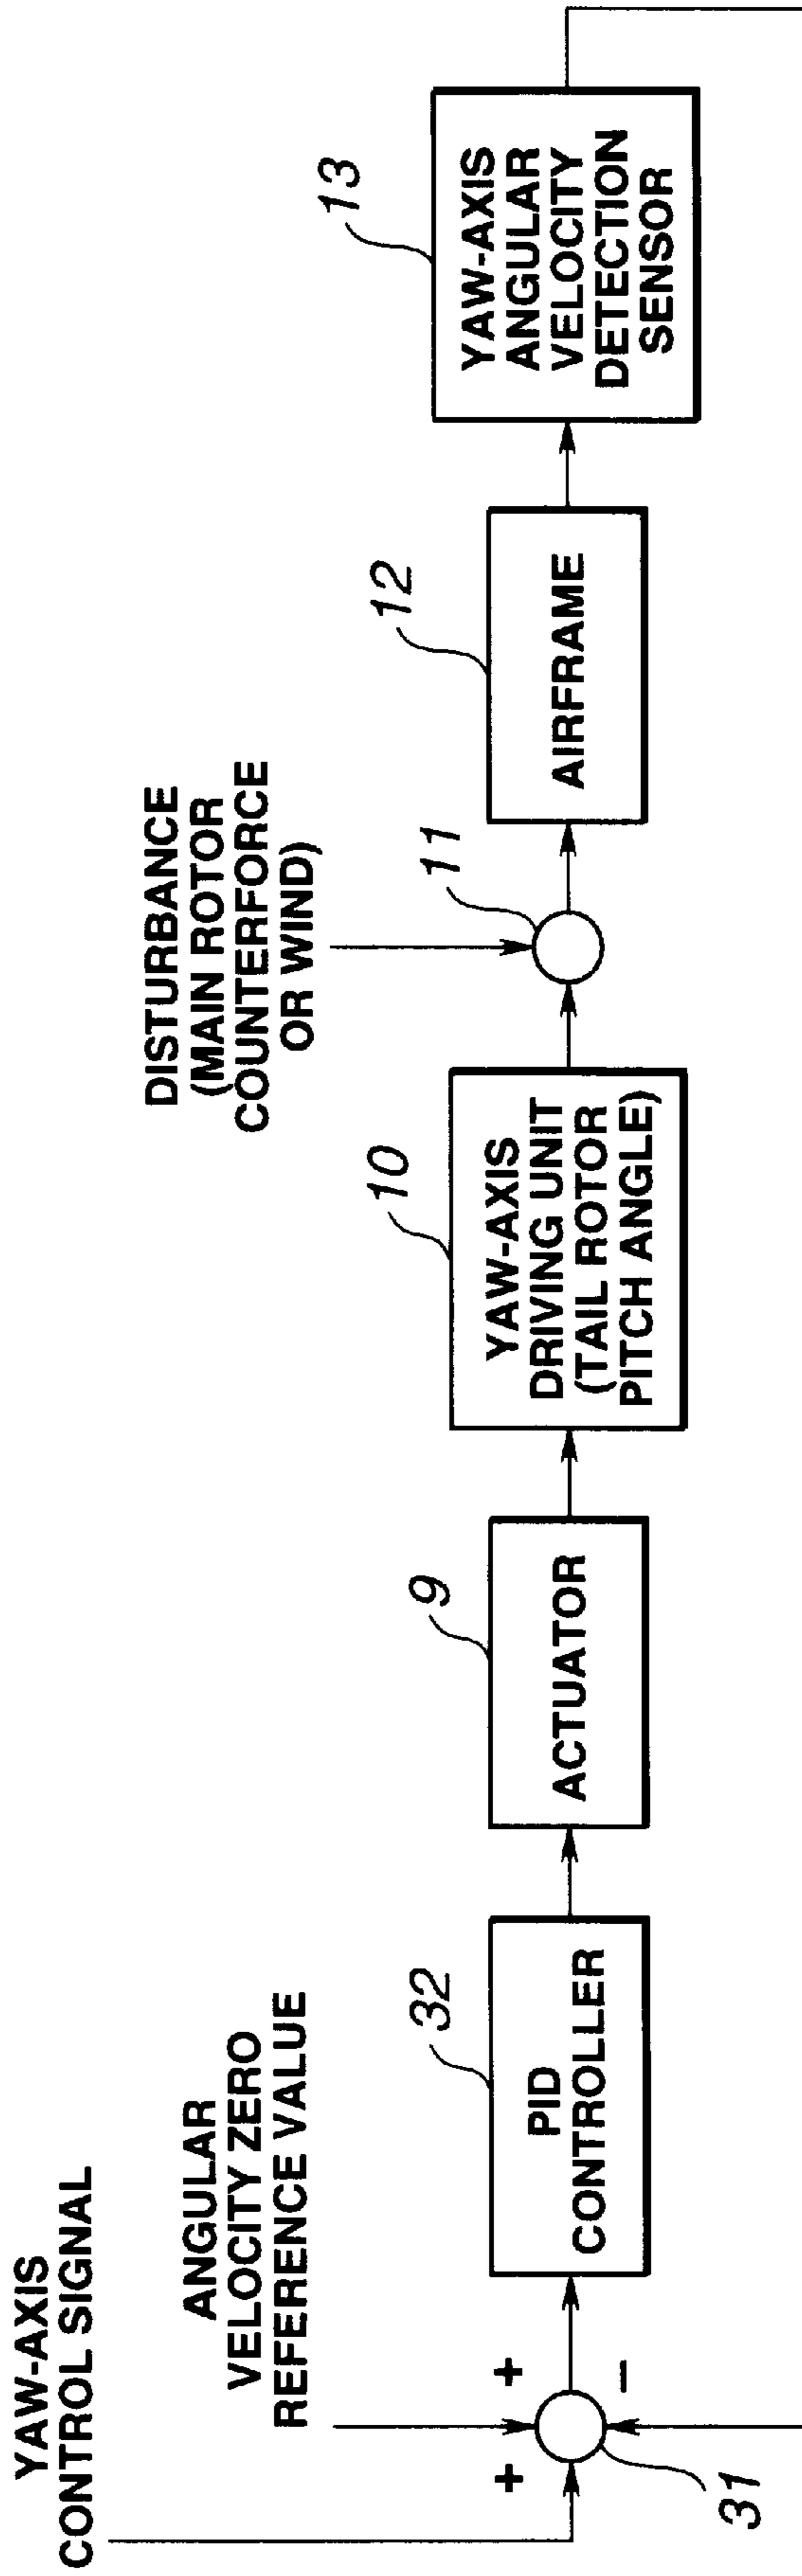 YAW-AXIS
CONTROL SIGNAL
ANGULAR
VELOCITY ZERO
REFERENCE VALUE
+
+
−
31
32
PID
CONTROLLER
9
ACTUATOR
10
YAW-AXIS
DRIVING UNIT
(TAIL ROTOR
PITCH ANGLE)
DISTURBANCE
(MAIN ROTOR
COUNTERFORCE
OR WIND)
11
12
AIRFRAME
13
YAW-AXIS
ANGULAR
VELOCITY
DETECTION
SENSOR